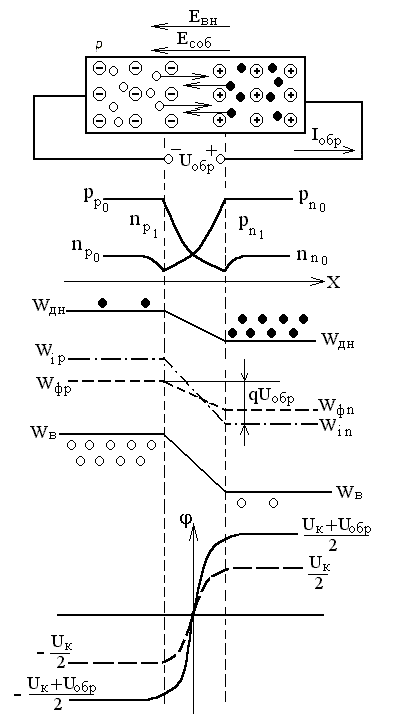 Eвн
p Eсоб
− Uобр + Iобр
pp0 pn0
np1 pn1
np0 nn0
X
Wдн
Wдн
Wip
Wфp qUобр Wфn
Win
Wв
Wв
φ Uк+Uобр
2
Uк
2
- Uк
2
- Uк+Uобр
2